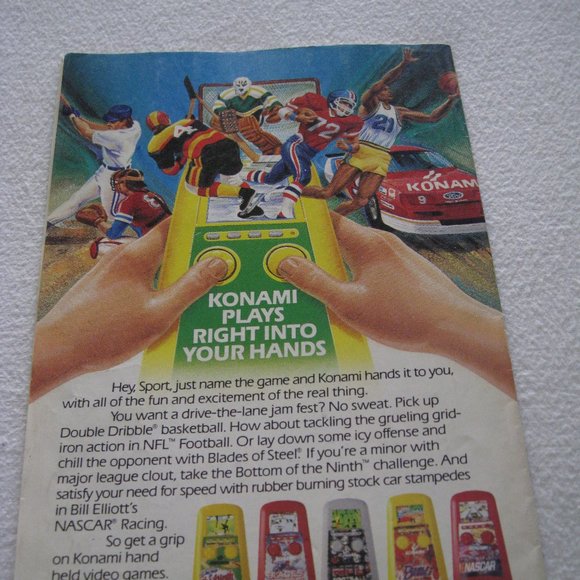 4
72
21
KONAMI
9
KONAMI
PLAYS
RIGHT INTO
YOUR HANDS
Hey, Sport, just name the game and Konami hands it to you,
with all of the fun and excitement of the real thing.
You want a drive-the-lane jam fest? No sweat. Pick up
Double Dribble® basketball. How about tackling the grueling grid-
iron action in NFL™ Football. Or lay down some icy offense and
chill the opponent with Blades of Steel.® If you're a minor with
major league clout, take the Bottom of the Ninth™ challenge. And
satisfy your need for speed with rubber burning stock car stampedes
in Bill Elliott's
NASCAR® Racing.
So get a grip
on Konami hand
held video games.
NASCAR